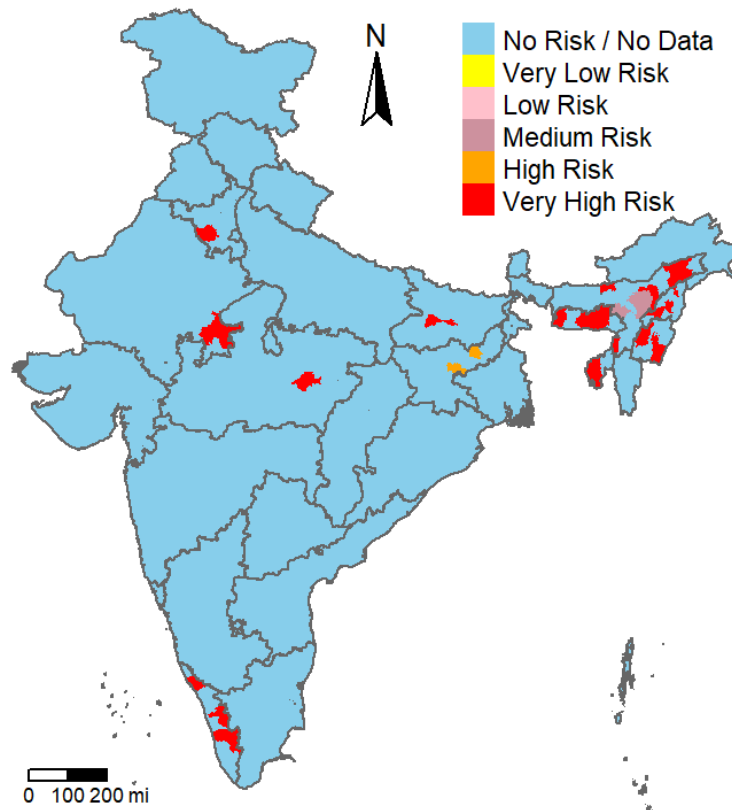 N
No Risk / No Data
Very Low Risk
Low Risk
Medium Risk
High Risk
Very High Risk
0 100 200 mi